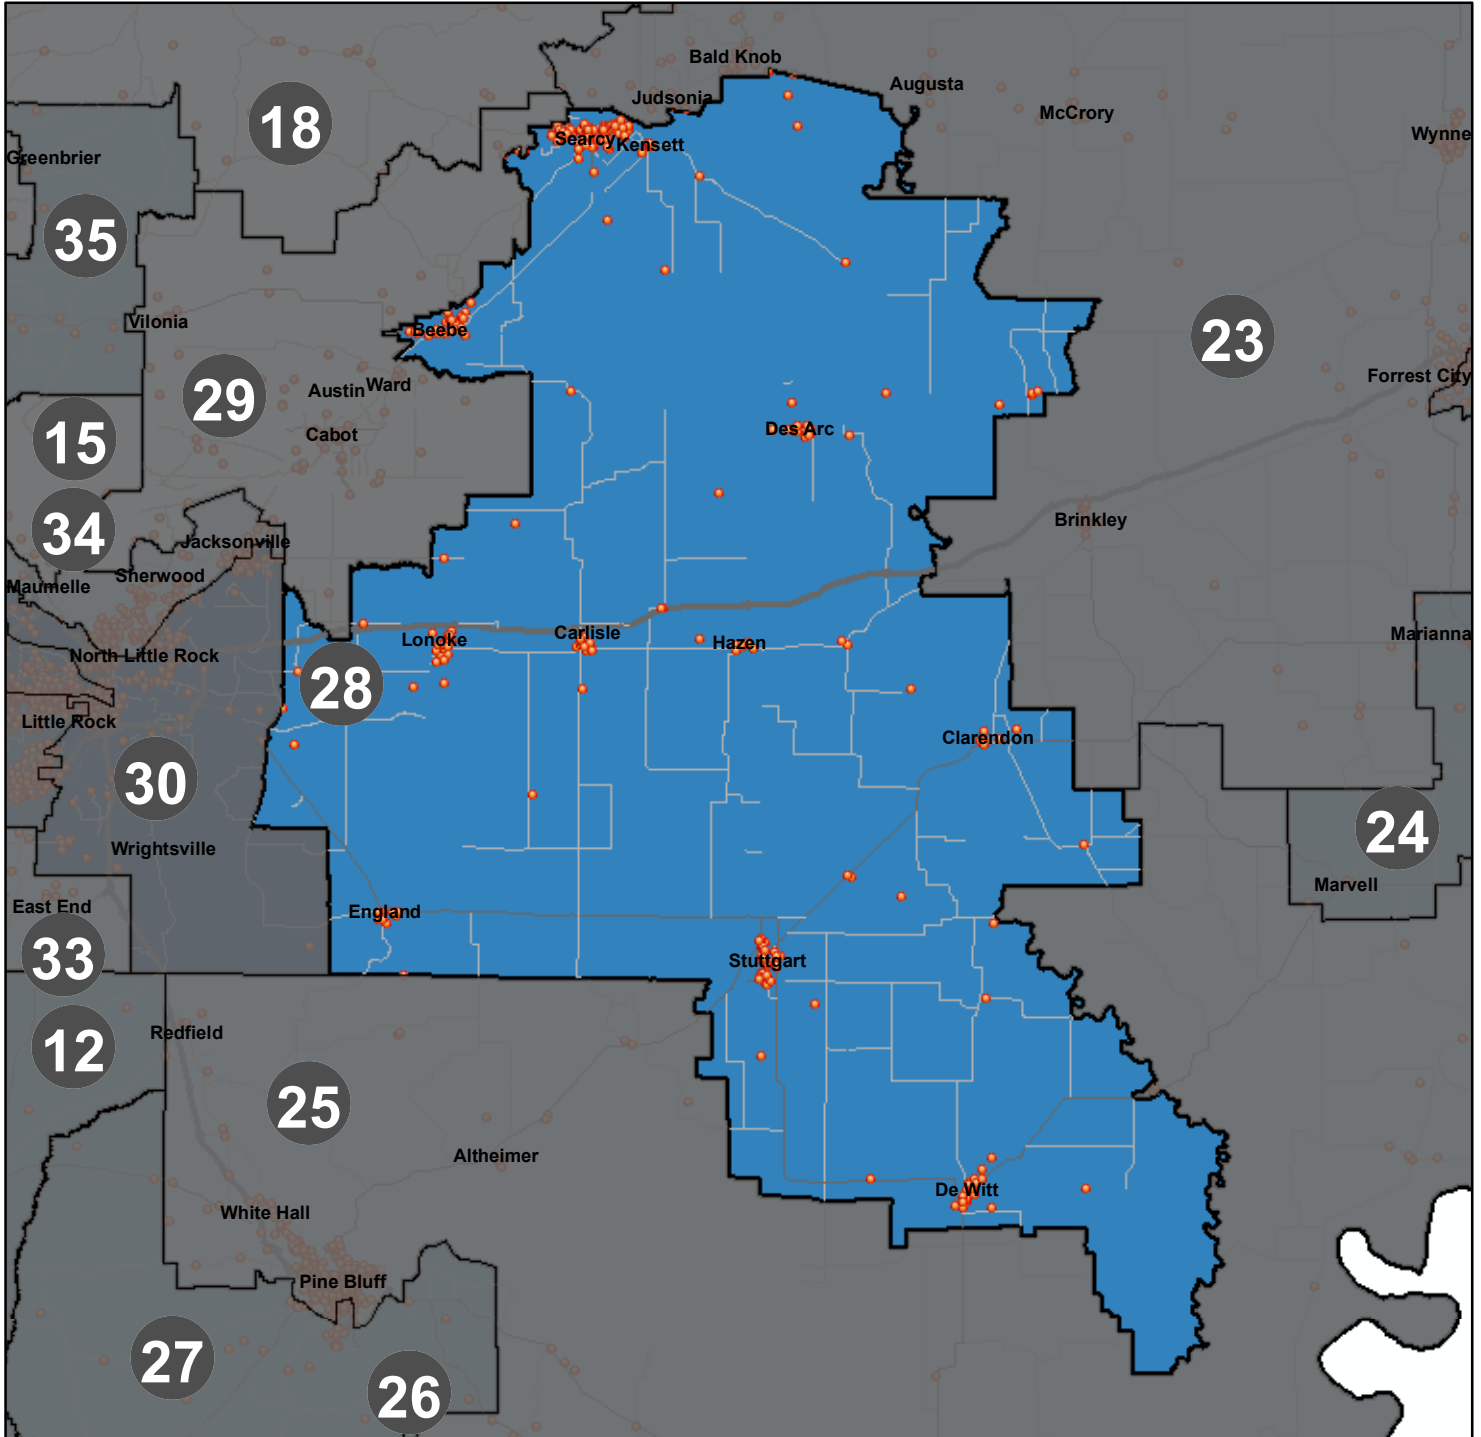 Bald Knob
Augusta
Judsonia
McCrory
18
Wynne
Searcy
Kensett
Greenbrier
35
Vilonia
Beebe
23
Forrest City
Austin
Ward
29
Cabot
15
Des Arc
34
Jacksonville
Brinkley
Sherwood
Maumelle
Lonoke
Carlisle
Hazen
Marianna
North Little Rock
28
Little Rock
Clarendon
30
24
Wrightsville
Marvell
East End
England
33
Stuttgart
12
Redfield
25
Altheimer
De Witt
White Hall
Pine Bluff
27
26